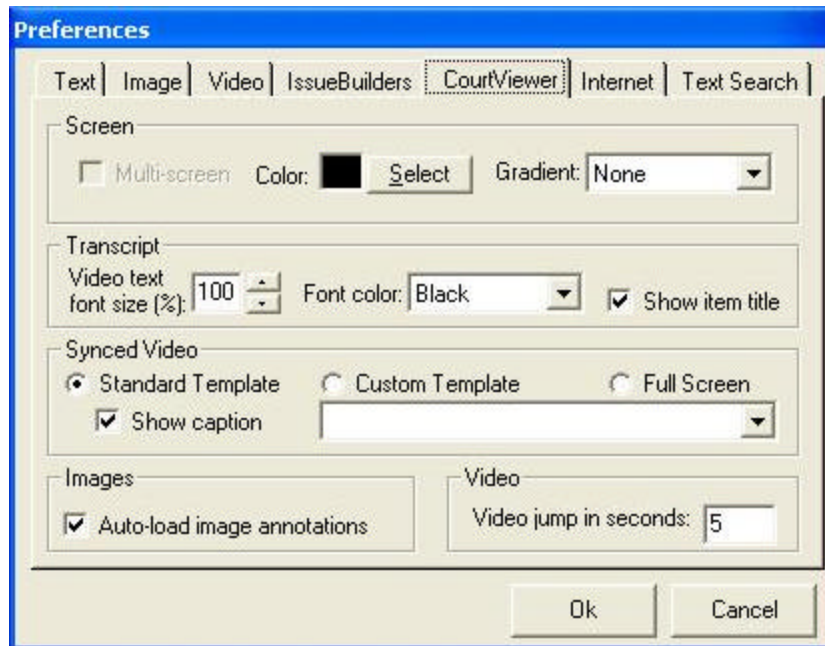 Preferences
Text Image Video IssueBuilders CourtViewer Internet Text Search
Screen
Multi-screen Color: Select Gradient: None
Transcript
Video text
font size (%): 100 Font color: Black Show item title
Synced Video
Standard Template Custom Template Full Screen
Show caption
Images Video
Auto-load image annotations Video jump in seconds: 5
Ok Cancel